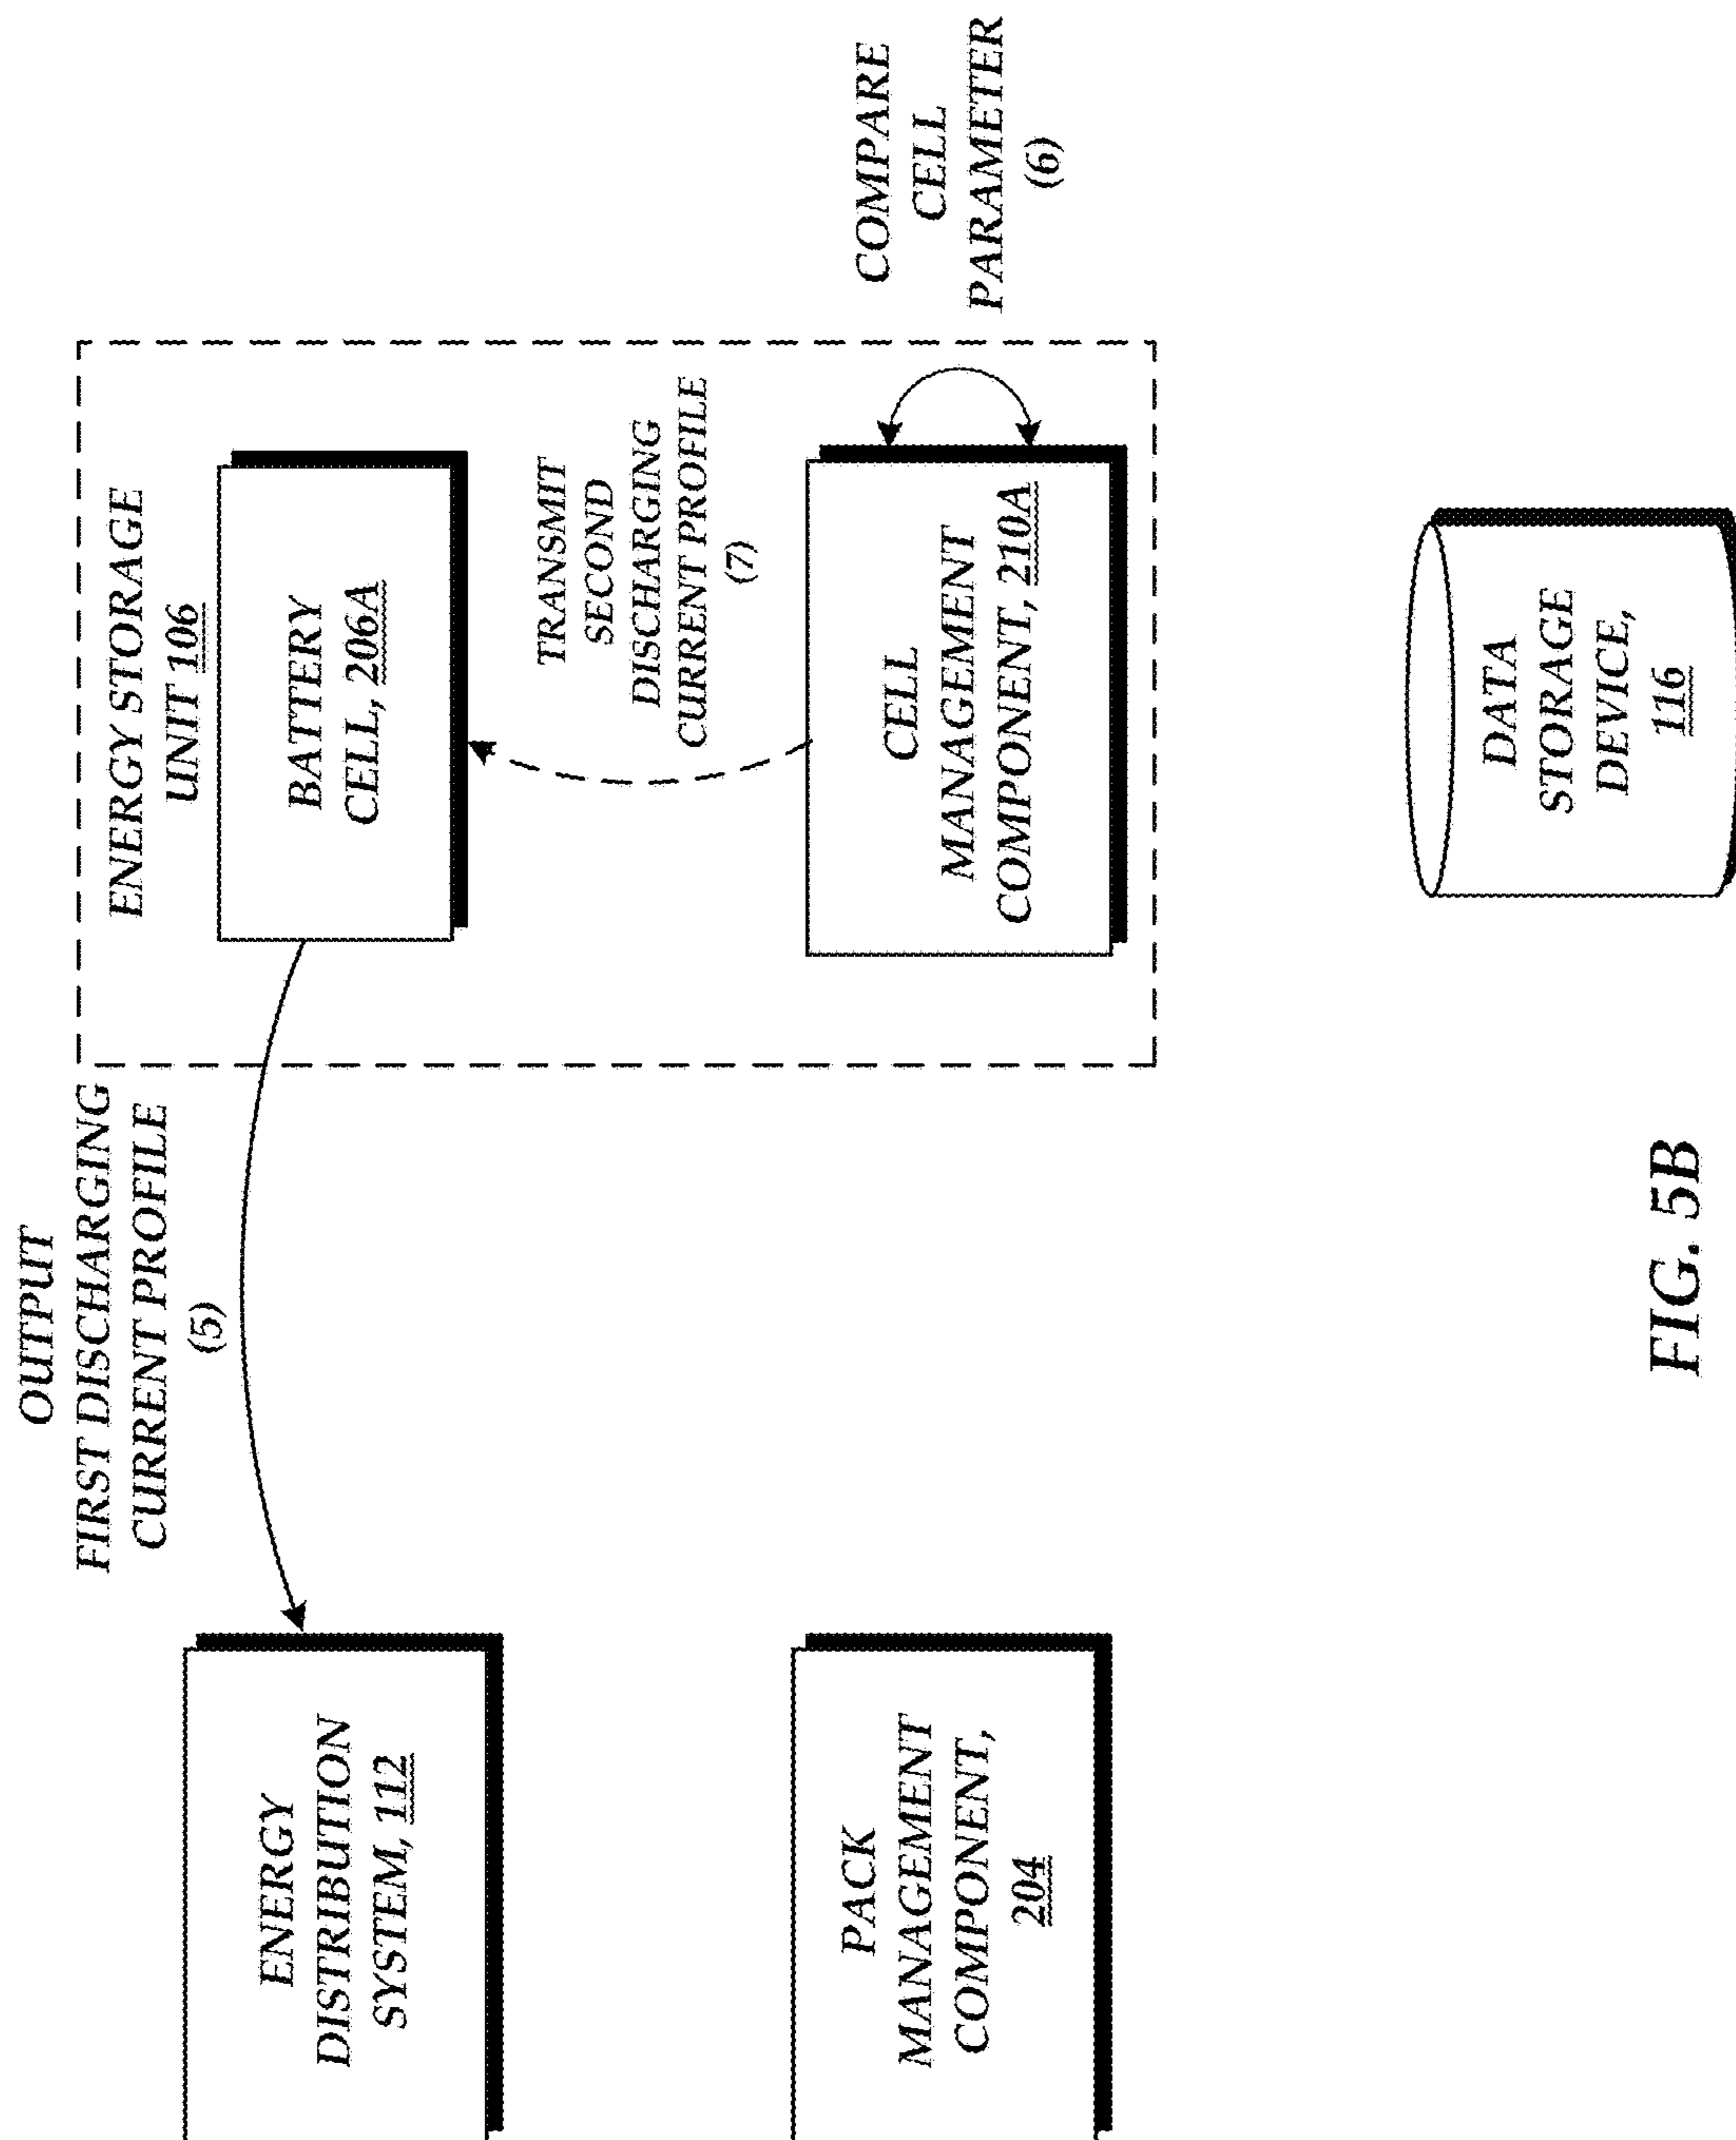 OUTPUT
FIRST DISCHARGING
CURRENT PROFILE
(5)
ENERGY STORAGE
UNIT 106
ENERGY
DISTRIBUTION
SYSTEM, 112
BATTERY
CELL, 206A
TRANSMIT
SECOND
DISCHARGING
CURRENT PROFILE
(7)
PACK
MANAGEMENT
COMPONENT,
204
CELL
MANAGEMENT
COMPONENT, 210A
COMPARE
CELL
PARAMETER
(6)
DATA
STORAGE
DEVICE,
116
FIG. 5B